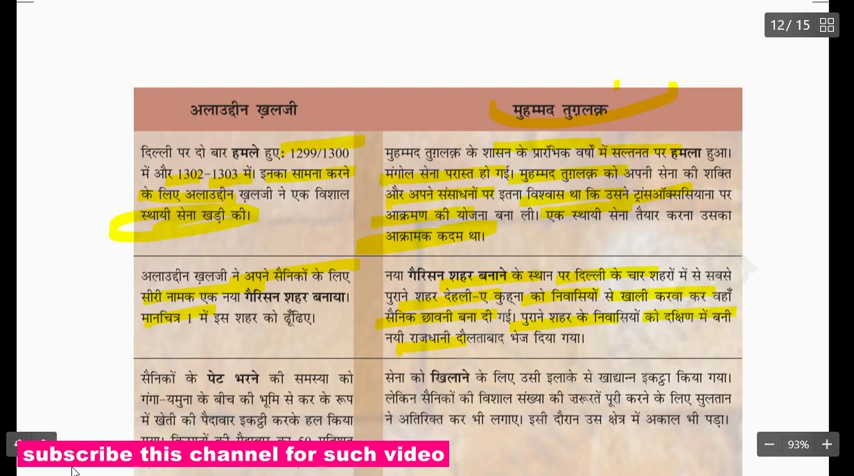 12/ 15
अलाउद्दीन ख़लजी
मुहम्मद तुग़लक़
दिल्ली पर दो बार हमले हुए: 1299/1300
में और 1302-1303 में। इनका सामना करने
के लिए अलाउद्दीन ख़लजी ने एक विशाल
स्थायी सेना खड़ी की।
मुहम्मद तुग़लक़ के शासन के प्रारंभिक वर्षों में सल्तनत पर हमला हुआ।
मंगोल सेना परास्त हो गई। मुहम्मद तुग़लक़ को अपनी सेना की शक्ति
और अपने संसाधनों पर इतना विश्वास था कि उसने ट्रांसऑक्ससियाना पर
आक्रमण की योजना बना ली। एक स्थायी सेना तैयार करना उसका
आक्रामक कदम था।
अलाउद्दीन ख़लजी ने अपने सैनिकों के लिए
सीरी नामक एक नया गैरिसन शहर बनाया।
मानचित्र 1 में इस शहर को ढूँढिए।
नया गैरिसन शहर बनाने के स्थान पर दिल्ली के चार शहरों में से सबसे
पुराने शहर देहली-ए कुहना को निवासियों से खाली करवा कर वहाँ
सैनिक छावनी बना दी गई। पुराने शहर के निवासियों को दक्षिण में बनी
नयी राजधानी दौलताबाद भेज दिया गया।
सैनिकों के पेट भरने की समस्या को
गंगा-यमुना के बीच की भूमि से कर के रूप
में खेती की पैदावार इकट्ठी करके हल किया
सेना को खिलाने के लिए उसी इलाके से खाद्यान्न इकट्ठा किया गया।
लेकिन सैनिकों की विशाल संख्या की जरूरतें पूरी करने के लिए सुलतान
ने अतिरिक्त कर भी लगाए। इसी दौरान उस क्षेत्र में अकाल भी पड़ा।
subscribe this channel for such video
93%